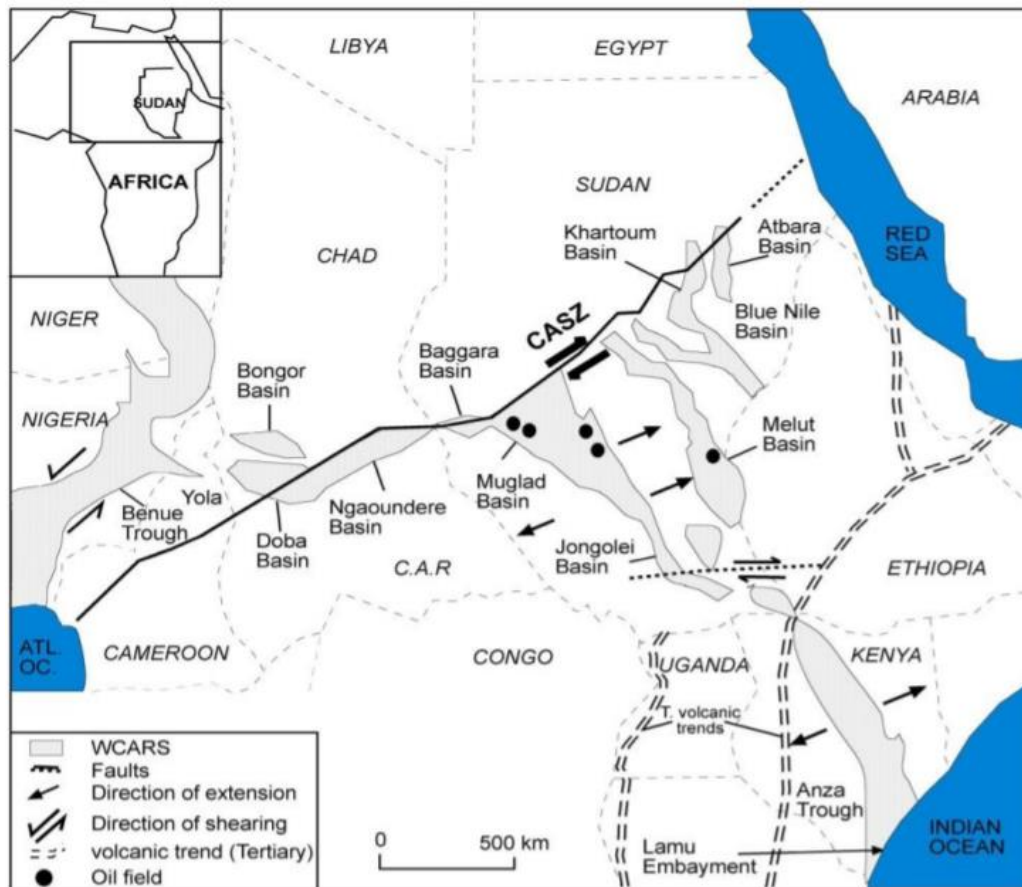 LIBYA
EGYPT
ARABIA
SUDAN
AFRICA
SUDAN
Khartoum
Basin
Atbara
Basin
RED
SEA
CHAD
NIGER
Blue Nile
Basin
CASZ
Baggara
Basin
Bongor
Basin
NIGERIA
Melut
Basin
Muglad
Basin
Yola
Benue
Trough
Ngaoundere
Basin
Doba
Basin
Jongolei
Basin
C.A.R
ETHIOPIA
ATL.
OC.
CAMEROON
CONGO
UGANDA
KENYA
T. volcanic
trends
WCARS
Faults
Direction of extension
Direction of shearing
volcanic trend (Tertiary)
Oil field
0 500 km
Anza
Trough
Lamu
Embayment
INDIAN
OCEAN